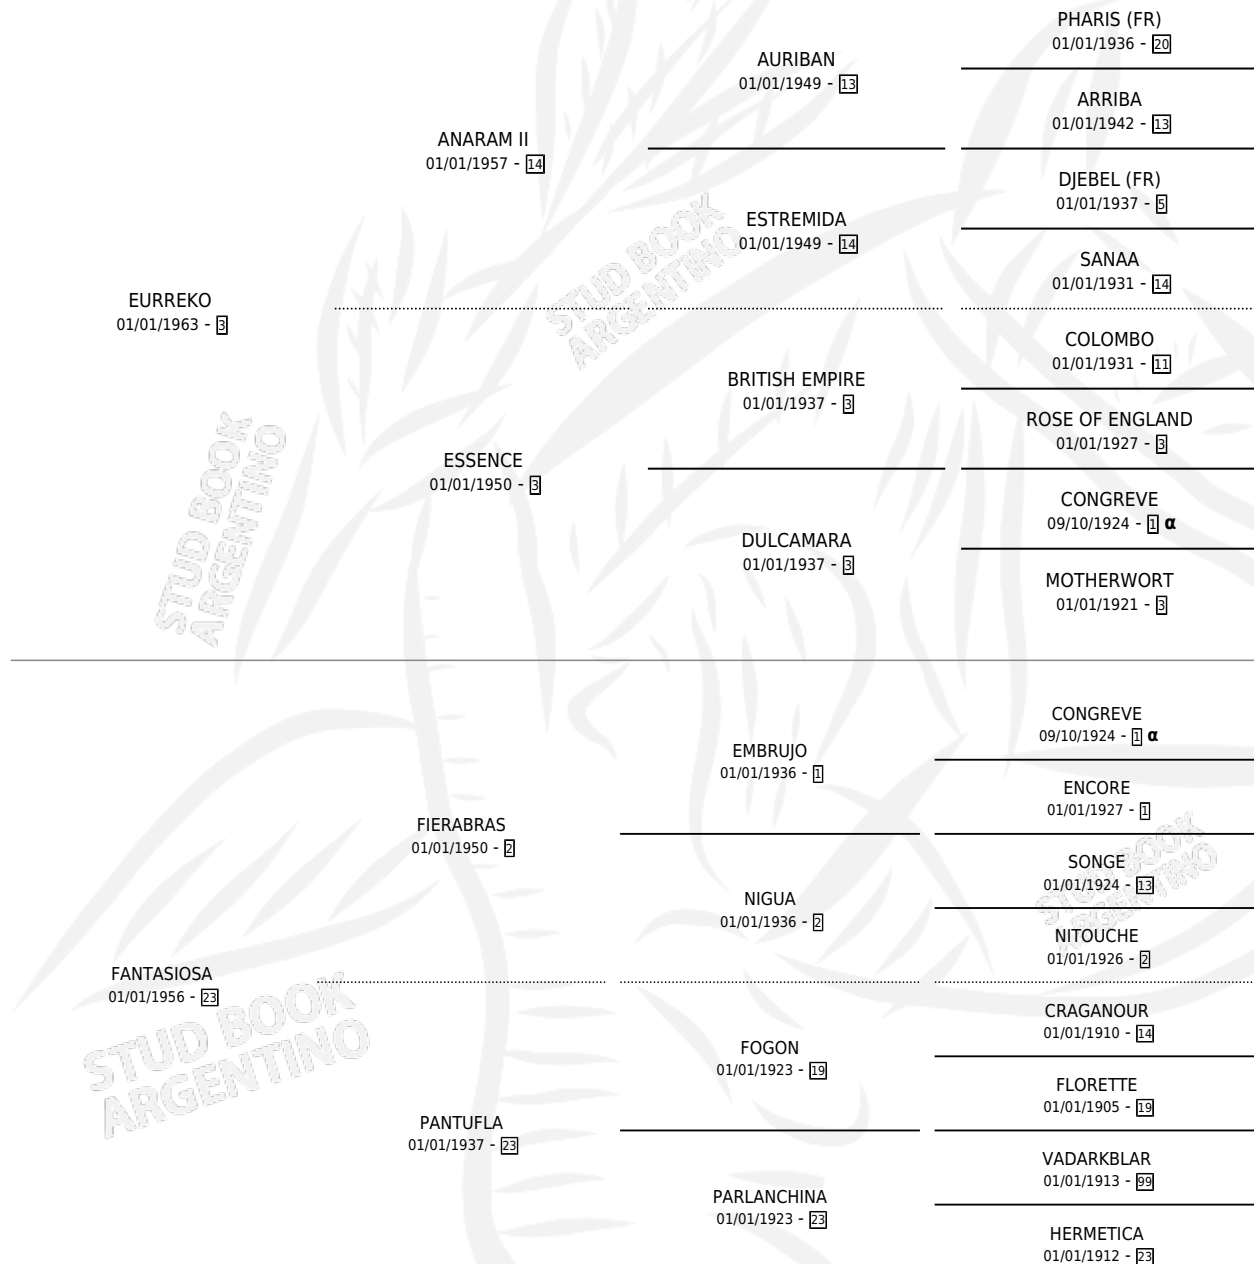 PHARIS (FR)
01/01/1936 - 20
AURIBAN
01/01/1949 - 13
ARRIBA
01/01/1942 - 13
ANARAM II
01/01/1957 - 14
DJEBEL (FR)
01/01/1937 - 5
ESTREMIDA
01/01/1949 - 14
SANAA
01/01/1931 - 14
EURREKO
01/01/1963 - 3
COLOMBO
01/01/1931 - 11
BRITISH EMPIRE
01/01/1937 - 3
ROSE OF ENGLAND
01/01/1927 - 3
ESSENCE
01/01/1950 - 3
CONGREVE
09/10/1924 - 1 α
DULCAMARA
01/01/1937 - 3
MOTHERWORT
01/01/1921 - 3
CONGREVE
09/10/1924 - 1 α
EMBRUJO
01/01/1936 - 1
ENCORE
01/01/1927 - 1
FIERABRAS
01/01/1950 - 2
SONGE
01/01/1924 - 13
NIGUA
01/01/1936 - 2
NITOUCHE
01/01/1926 - 2
FANTASIOSA
01/01/1956 - 23
CRAGANOUR
01/01/1910 - 14
FOGON
01/01/1923 - 19
FLORETTE
01/01/1905 - 19
PANTUFLA
01/01/1937 - 23
VADARKBLAR
01/01/1913 - 99
PARLANCHINA
01/01/1923 - 23
HERMETICA
01/01/1912 - 23
STUD BOOK
ARGENTINO
STUD BOOK
ARGENTINO
STUD BOOK
ARGENTINO
STUD BOOK
ARGENTINO